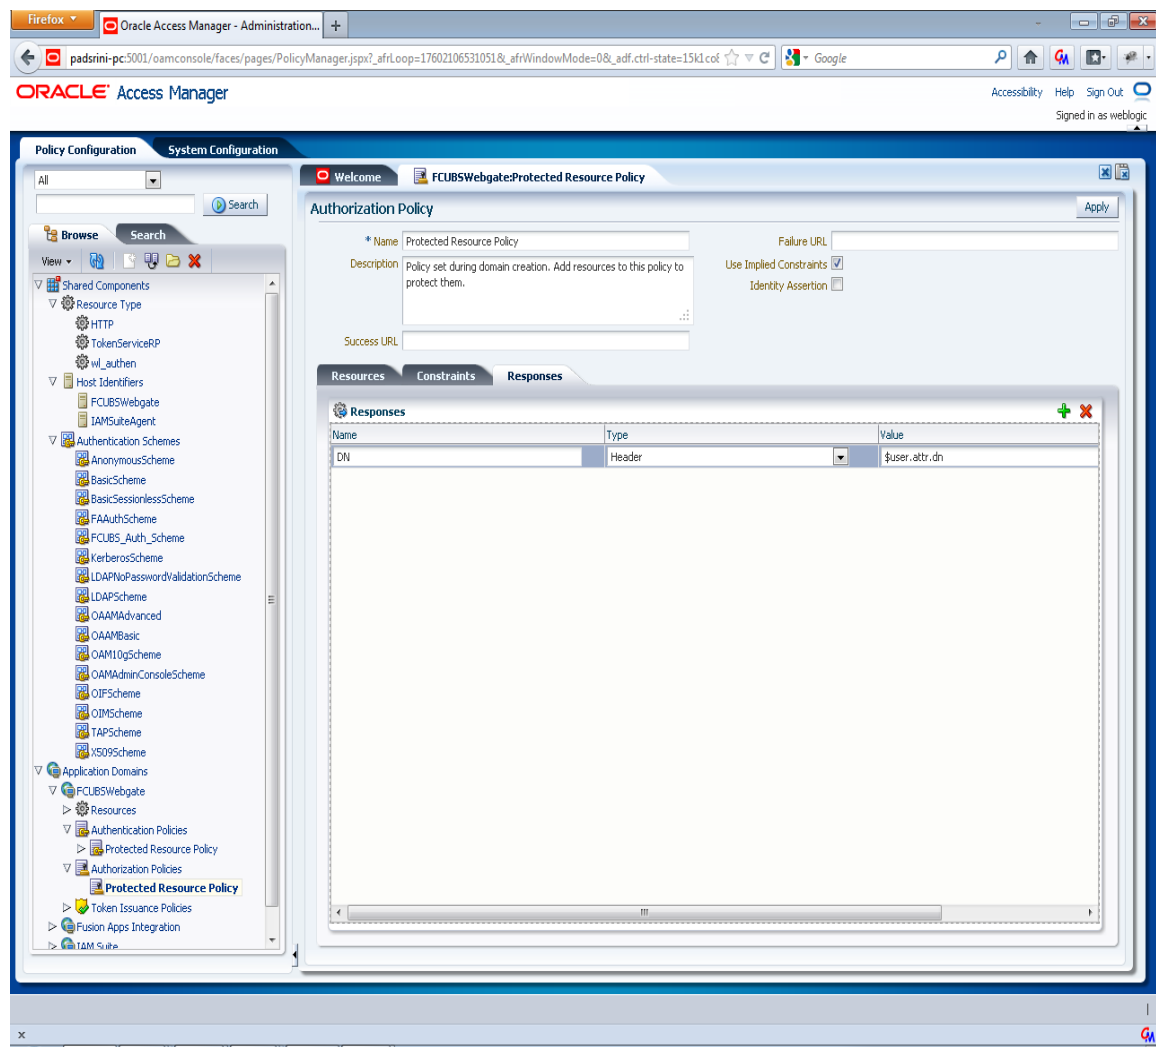 Firefox
Oracle Access Manager - Administration...
padsrini-pc:5001/oamconsole/faces/pages/PolicyManager.jspx?_afrLoop=17602106531051&_afrWindowMode=0&_adf.ctrl-state=15k1co
Google
ORACLE Access Manager
Accessibility Help Sign Out
Signed in as weblogic
Policy Configuration System Configuration
All
Search
Browse Search
View
Shared Components
Resource Type
HTTP
TokenServiceRP
wl_authen
Host Identifiers
FCUBSWebgate
IAMSuiteAgent
Authentication Schemes
AnonymousScheme
BasicScheme
BasicSessionlessScheme
FAAuthScheme
FCUBS_Auth_Scheme
KerberosScheme
LDAPNoPasswordValidationScheme
LDAPScheme
OAAMAdvanced
OAAMBasic
OAM10gScheme
OAMAdminConsoleScheme
OIFScheme
OIMScheme
TAPScheme
X509Scheme
Application Domains
FCUBSWebgate
Resources
Authentication Policies
Protected Resource Policy
Authorization Policies
Protected Resource Policy
Token Issuance Policies
Fusion Apps Integration
IAM Suite
Welcome FCUBSWebgate:Protected Resource Policy
Authorization Policy Apply
* Name Protected Resource Policy
Description Policy set during domain creation. Add resources to this policy to
protect them.
Success URL
Failure URL
Use Implied Constraints
Identity Assertion
Resources Constraints Responses
Responses
Name Type Value
DN Header $user.attr.dn
x